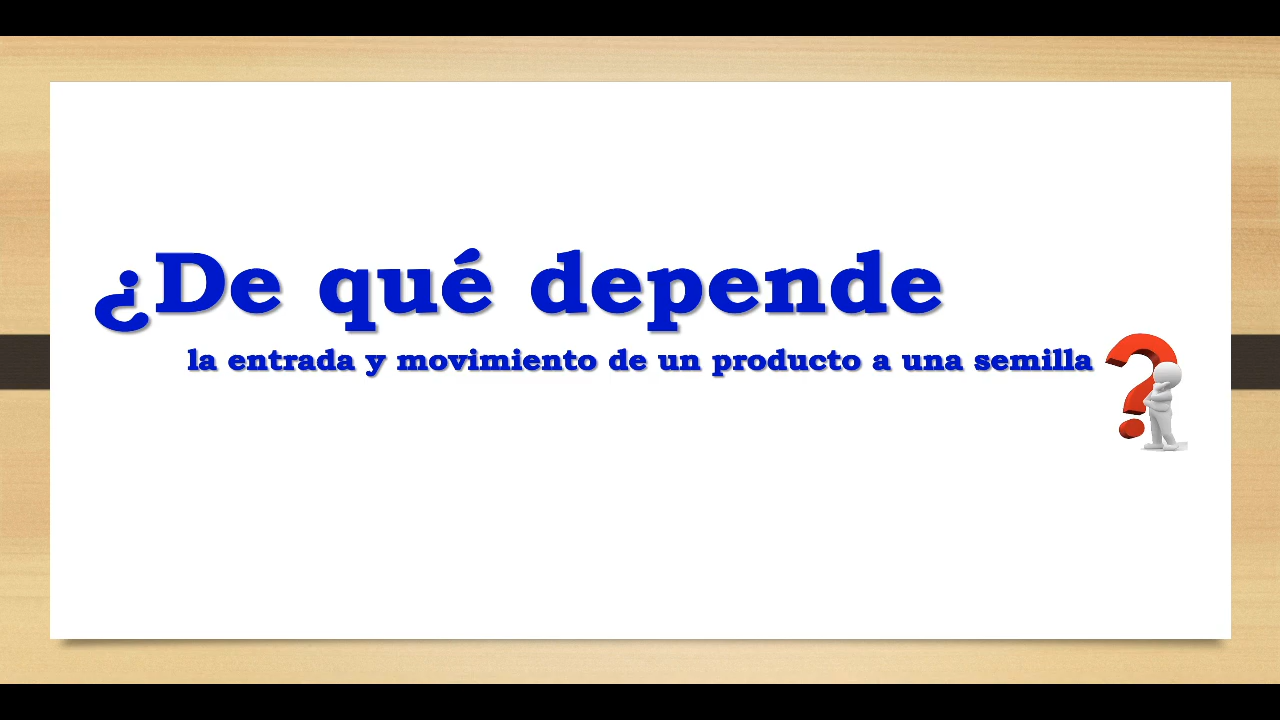 ¿De qué depende
la entrada y movimiento de un producto a una semilla